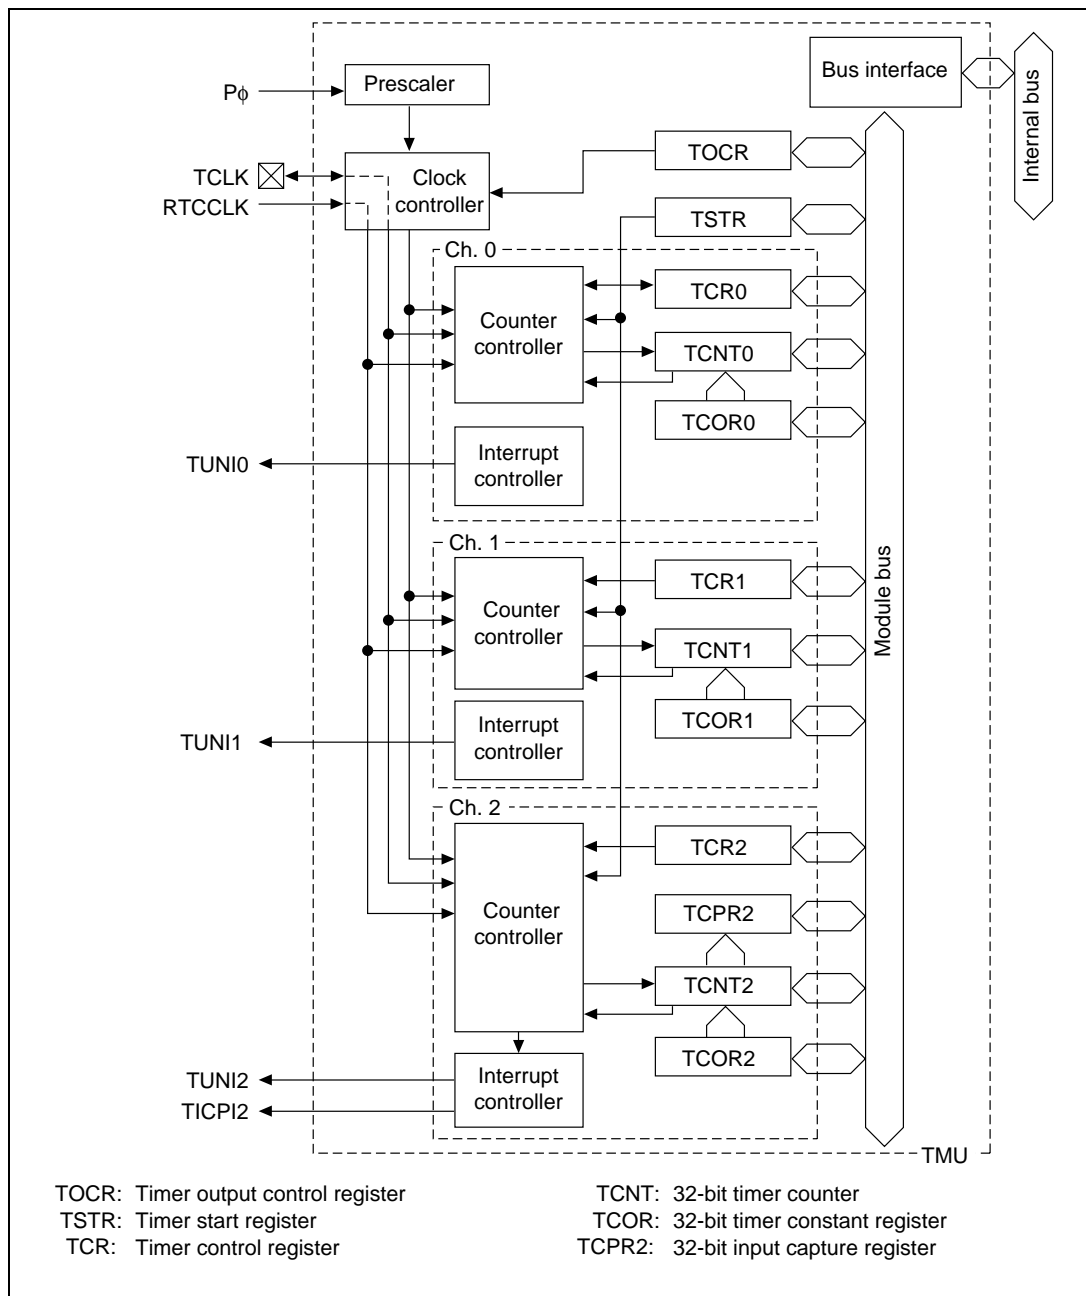 Bus interface
Internal bus
Prescaler
Pϕ
TOCR
Clock
controller
TCLK
RTCCLK
TSTR
Ch. 0
Counter
controller
TCR0
TCNT0
TCOR0
Interrupt
controller
TUNI0
Ch. 1
Counter
controller
TCR1
TCNT1
TCOR1
Module bus
Interrupt
controller
TUNI1
Ch. 2
Counter
controller
TCR2
TCPR2
TCNT2
TCOR2
Interrupt
controller
TUNI2
TICPI2
TMU
TOCR: Timer output control register
TSTR: Timer start register
TCR: Timer control register
TCNT: 32-bit timer counter
TCOR: 32-bit timer constant register
TCPR2: 32-bit input capture register